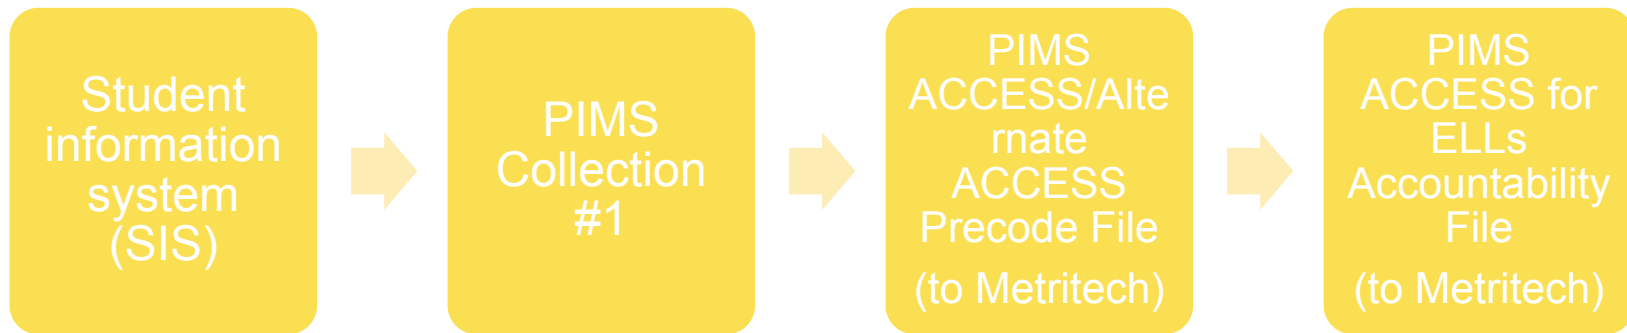 Student
information
system
(SIS)
PIMS
Collection
#1
PIMS
ACCESS/Alte
rnate
ACCESS
Precode File
(to Metritech)
PIMS
ACCESS for
ELLs
Accountability
File
(to Metritech)